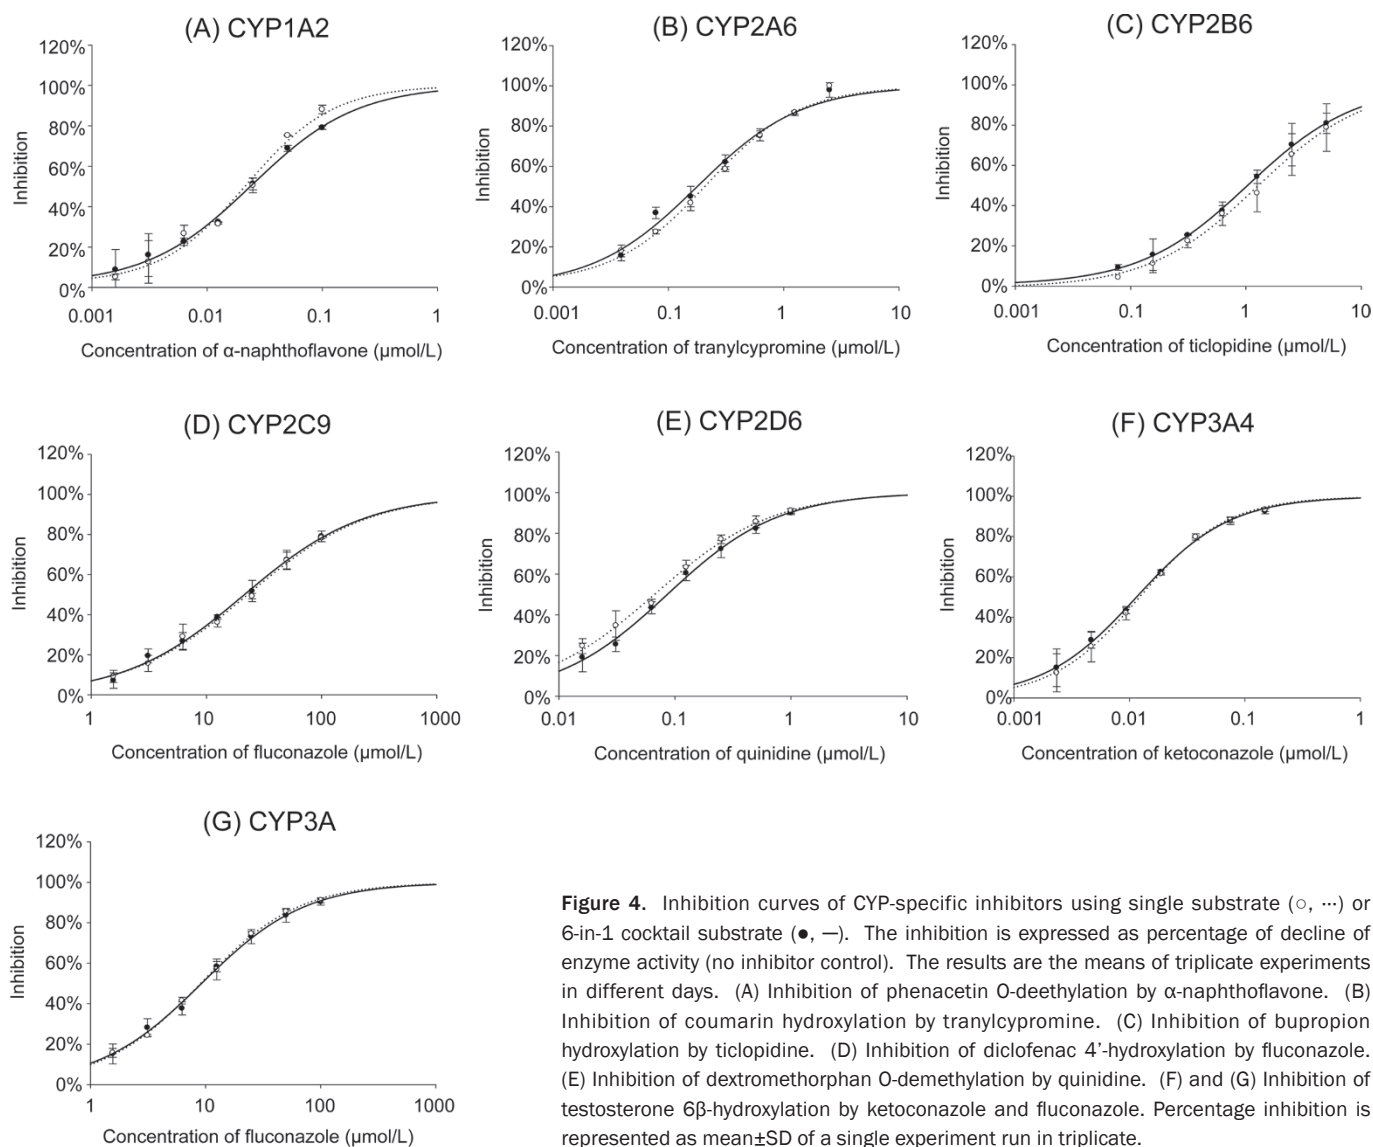 (A) CYP1A2
120%
100%
80%
60%
40%
20%
0%
Inhibition
0.001
0.01
0.1
1
Concentration of α-naphthoflavone (µmol/L)
(B) CYP2A6
120%
100%
80%
60%
40%
20%
0%
Inhibition
0.001
0.1
1
10
Concentration of tranylcypromine (µmol/L)
(C) CYP2B6
120%
100%
80%
60%
40%
20%
0%
Inhibition
0.001
0.1
1
10
Concentration of ticlopidine (µmol/L)
(D) CYP2C9
120%
100%
80%
60%
40%
20%
0%
Inhibition
1
10
100
1000
Concentration of fluconazole (µmol/L)
(E) CYP2D6
120%
100%
80%
60%
40%
20%
0%
Inhibition
0.01
0.1
1
10
Concentration of quinidine (µmol/L)
(F) CYP3A4
120%
100%
80%
60%
40%
20%
0%
Inhibition
0.001
0.01
0.1
1
Concentration of ketoconazole (µmol/L)
(G) CYP3A
120%
100%
80%
60%
40%
20%
0%
Inhibition
1
10
100
1000
Concentration of fluconazole (µmol/L)
Figure 4. Inhibition curves of CYP-specific inhibitors using single substrate (○, ···) or
6-in-1 cocktail substrate (●, —). The inhibition is expressed as percentage of decline of
enzyme activity (no inhibitor control). The results are the means of triplicate experiments
in different days. (A) Inhibition of phenacetin O-deethylation by α-naphthoflavone. (B)
Inhibition of coumarin hydroxylation by tranylcypromine. (C) Inhibition of bupropion
hydroxylation by ticlopidine. (D) Inhibition of diclofenac 4’-hydroxylation by fluconazole.
(E) Inhibition of dextromethorphan O-demethylation by quinidine. (F) and (G) Inhibition of
testosterone 6β-hydroxylation by ketoconazole and fluconazole. Percentage inhibition is
represented as mean±SD of a single experiment run in triplicate.